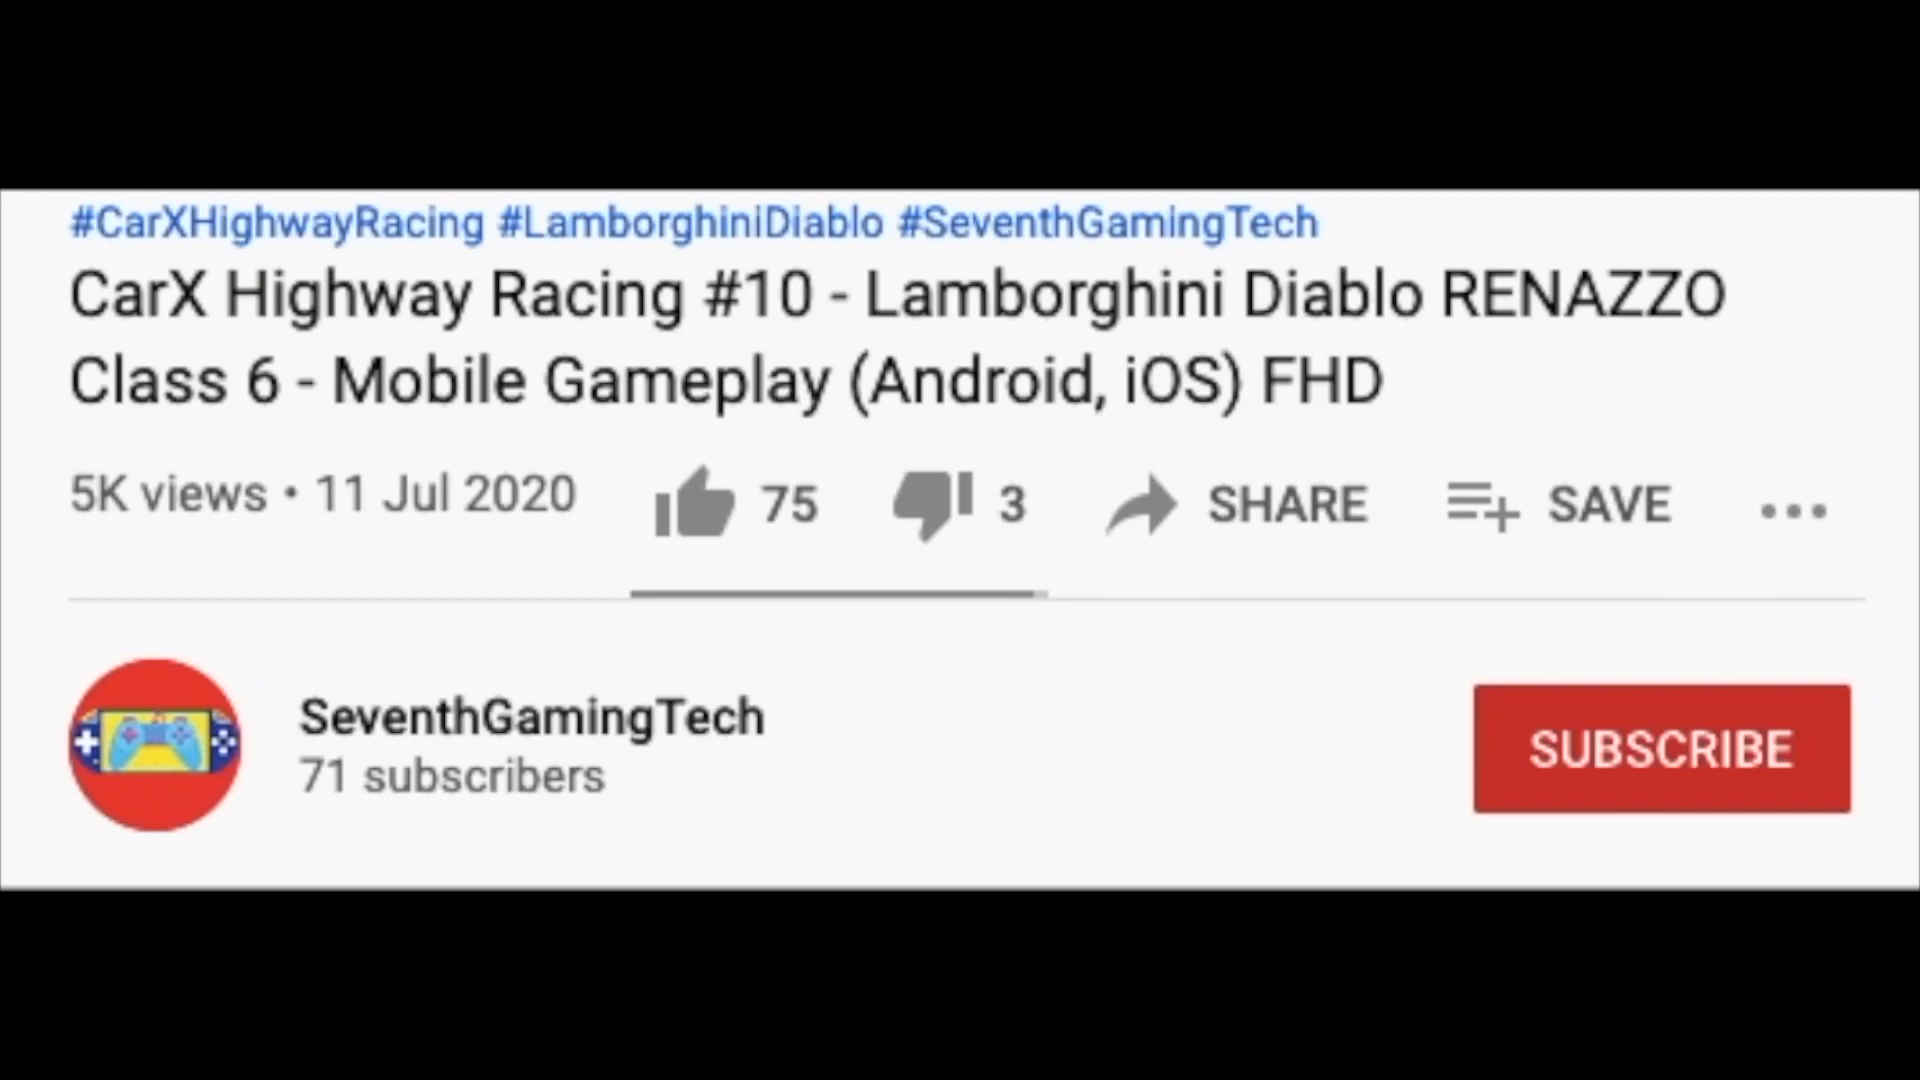 #CarXHighwayRacing #LamborghiniDiablo #SeventhGamingTech
CarX Highway Racing #10 - Lamborghini Diablo RENAZZO
Class 6 - Mobile Gameplay (Android, iOS) FHD
5K views • 11 Jul 2020 75 3 SHARE SAVE
SeventhGamingTech
71 subscribers
SUBSCRIBE